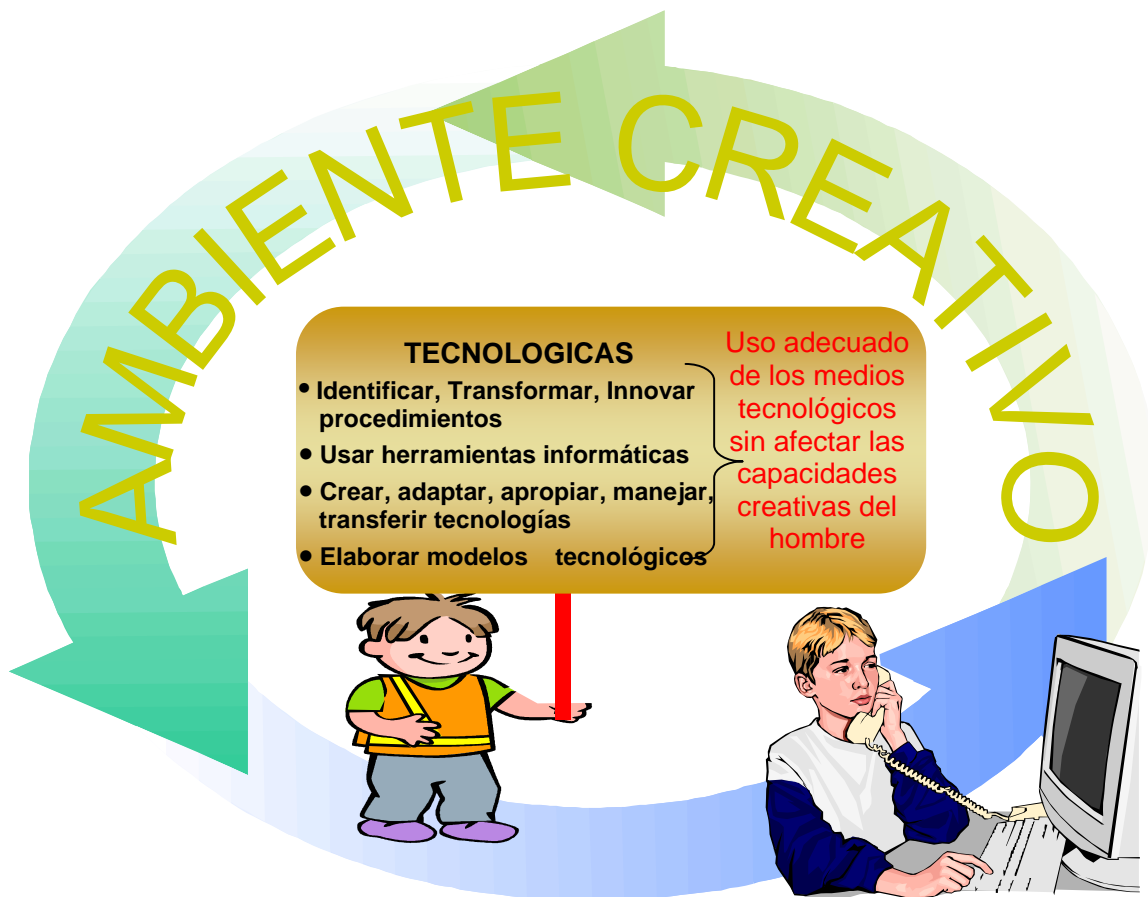 AMBIENTE CREATIVO
TECNOLOGICAS
• Identificar, Transformar, Innovar
procedimientos
• Usar herramientas informáticas
• Crear, adaptar, apropiar, manejar,
transferir tecnologías
• Elaborar modelos tecnológicos
Uso adecuado
de los medios
tecnológicos
sin afectar las
capacidades
creativas del
hombre